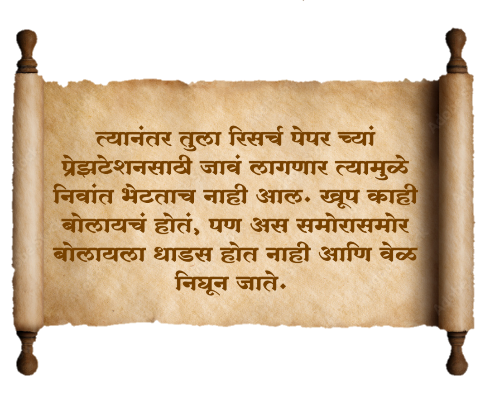 त्यानंतर तुला रिसर्च पेपर च्यां
प्रेझटेशनसाठी जावं लागणार त्यामुळे
निवांत भेटताच नाही आल. खूप काही
बोलायचं होतं, पण अस समोरासमोर
बोलायला धाडस होत नाही आणि वेळ
निघून जाते.